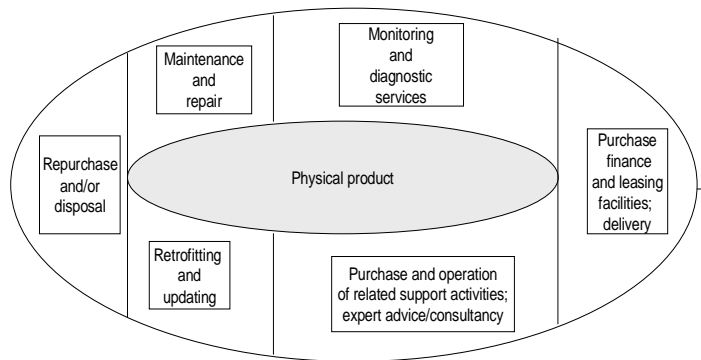 Monitoring
and
diagnostic
services
Maintenance
and
repair
Purchase
finance
and leasing
facilities;
delivery
Repurchase
and/or
disposal
Physical product
Retrofitting
and
updating
Purchase and operation
of related support activities;
expert advice/consultancy